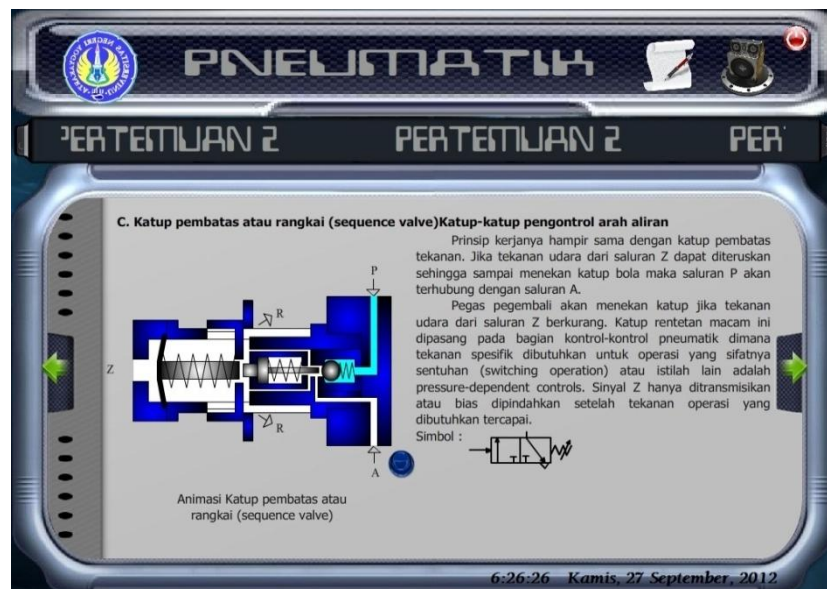 PNEUMATIK
PERTEMUAN 2 PERTEMUAN 2 PER
C. Katup pembatas atau rangkai (sequence valve)Katup-katup pengontrol arah aliran
Prinsip kerjanya hampir sama dengan katup pembatas
tekanan. Jika tekanan udara dari saluran Z dapat diteruskan
sehingga sampai menekan katup bola maka saluran P akan
terhubung dengan saluran A.
Pegas pegembali akan menekan katup jika tekanan
udara dari saluran Z berkurang. Katup rentetan macam ini
dipasang pada bagian kontrol-kontrol pneumatik dimana
tekanan spesifik dibutuhkan untuk operasi yang sifatnya
sentuhan (switching operation) atau istilah lain adalah
pressure-dependent controls. Sinyal Z hanya ditransmisikan
atau bias dipindahkan setelah tekanan operasi yang
dibutuhkan tercapai.
Simbol :
P
R
Z
R
A
Animasi Katup pembatas atau
rangkai (sequence valve)
6:26:26 Kamis, 27 September, 2012